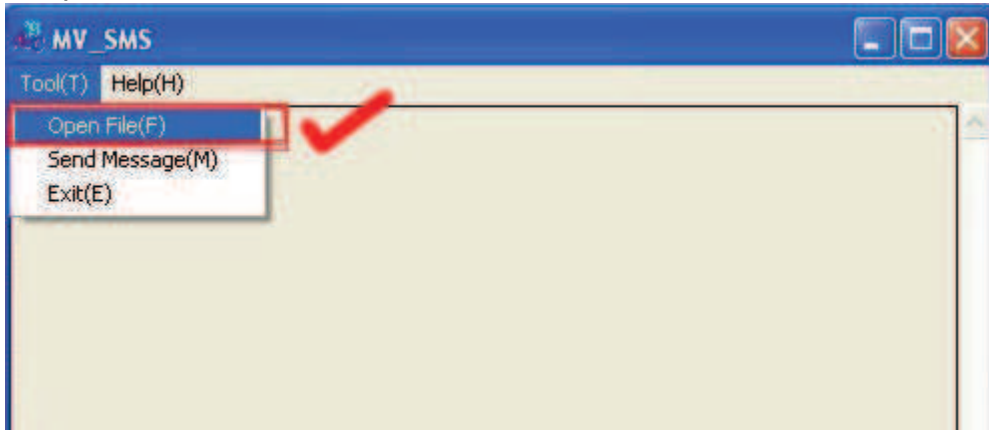 MV_SMS
Tool(T) Help(H)
Open File(F)
Send Message(M)
Exit(E)